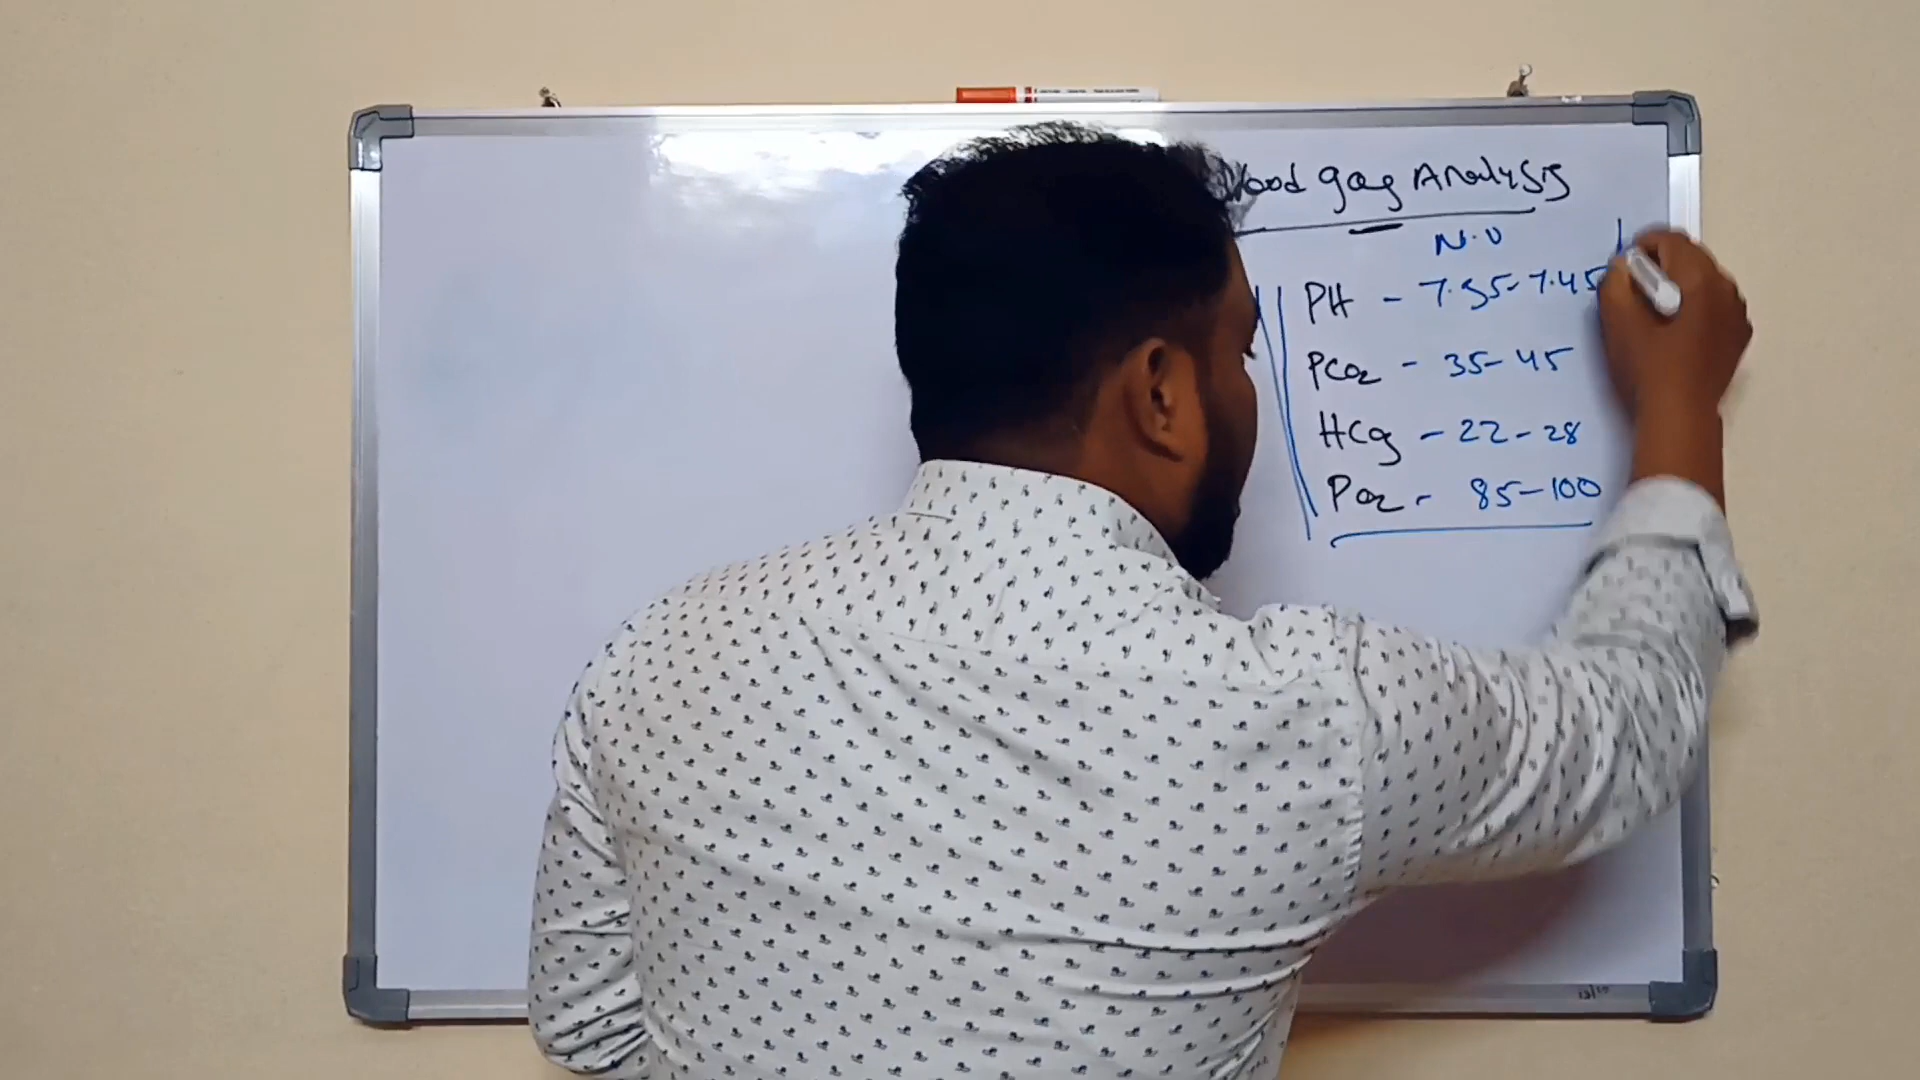 Blood gas Analysis
N.V
PH - 7.35-7.45
PCO2 - 35-45
HCO3 - 22-28
PO2 - 85-100